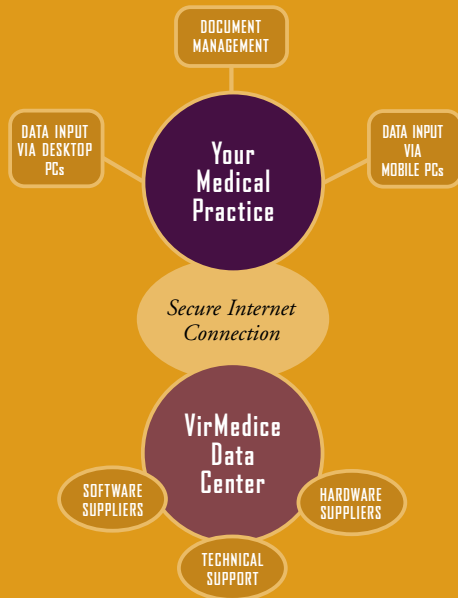 DOCUMENT
MANAGEMENT
DATA INPUT
VIA DESKTOP
PCs
Your
Medical
Practice
DATA INPUT
VIA
MOBILE PCs
Secure Internet
Connection
VirMedice
Data
Center
SOFTWARE
SUPPLIERS
HARDWARE
SUPPLIERS
TECHNICAL
SUPPORT